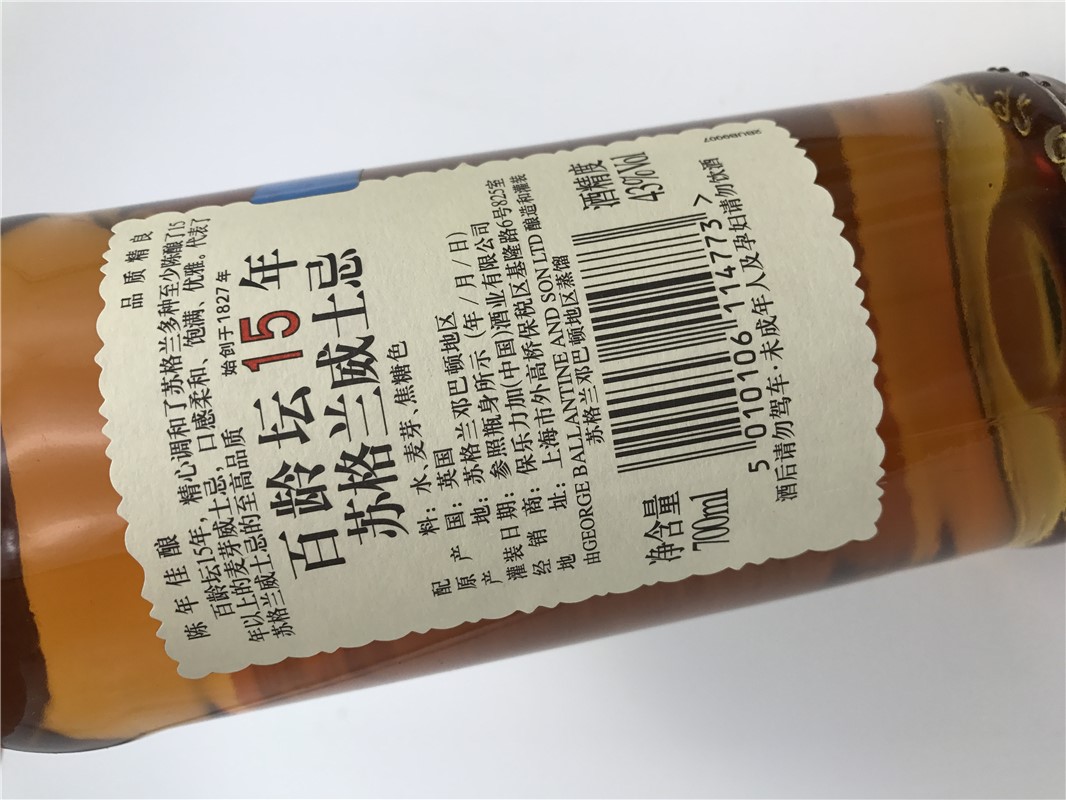 陈年佳酿 品质精良
百龄坛15年，精心调和了苏格兰多种至少陈酿了15
年以上的麦芽威士忌，口感柔和、饱满、优雅。代表了
苏格兰威士忌的至高品质
始创于1827年
百龄坛15年
苏格兰威士忌
配料：水、麦芽、焦糖色
原产国：英国
产地：苏格兰邓巴顿地区
灌装日期：参照瓶身所示（年/月/日）
经销商：保乐力加(中国)酒业有限公司
地址：上海市外高桥保税区基隆路6号825室
由GEORGE BALLANTINE AND SON LTD 酿造和灌装
苏格兰邓巴顿地区蒸馏
净含量
700ml
酒精度
43%Vol
5 010106 114773 >
酒后请勿驾车·未成年人及孕妇请勿饮酒